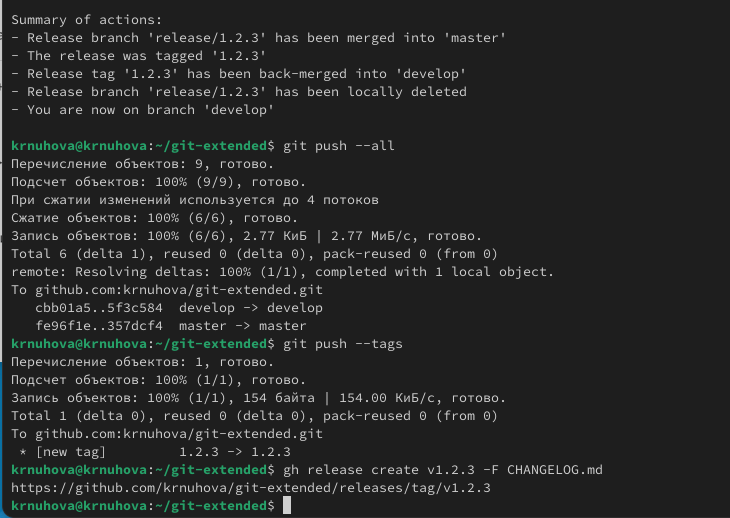 Summary of actions:
- Release branch 'release/1.2.3' has been merged into 'master'
- The release was tagged '1.2.3'
- Release tag '1.2.3' has been back-merged into 'develop'
- Release branch 'release/1.2.3' has been locally deleted
- You are now on branch 'develop'
krnuhova@krnuhova:~/git-extended$ git push --all
Перечисление объектов: 9, готово.
Подсчет объектов: 100% (9/9), готово.
При сжатии изменений используется до 4 потоков
Сжатие объектов: 100% (6/6), готово.
Запись объектов: 100% (6/6), 2.77 КиБ | 2.77 МиБ/с, готово.
Total 6 (delta 1), reused 0 (delta 0), pack-reused 0 (from 0)
remote: Resolving deltas: 100% (1/1), completed with 1 local object.
To github.com:krnuhova/git-extended.git
   cbb01a5..5f3c584  develop -> develop
   fe96f1e..357dcf4  master -> master
krnuhova@krnuhova:~/git-extended$ git push --tags
Перечисление объектов: 1, готово.
Подсчет объектов: 100% (1/1), готово.
Запись объектов: 100% (1/1), 154 байта | 154.00 КиБ/с, готово.
Total 1 (delta 0), reused 0 (delta 0), pack-reused 0 (from 0)
To github.com:krnuhova/git-extended.git
 * [new tag]         1.2.3 -> 1.2.3
krnuhova@krnuhova:~/git-extended$ gh release create v1.2.3 -F CHANGELOG.md
https://github.com/krnuhova/git-extended/releases/tag/v1.2.3
krnuhova@krnuhova:~/git-extended$